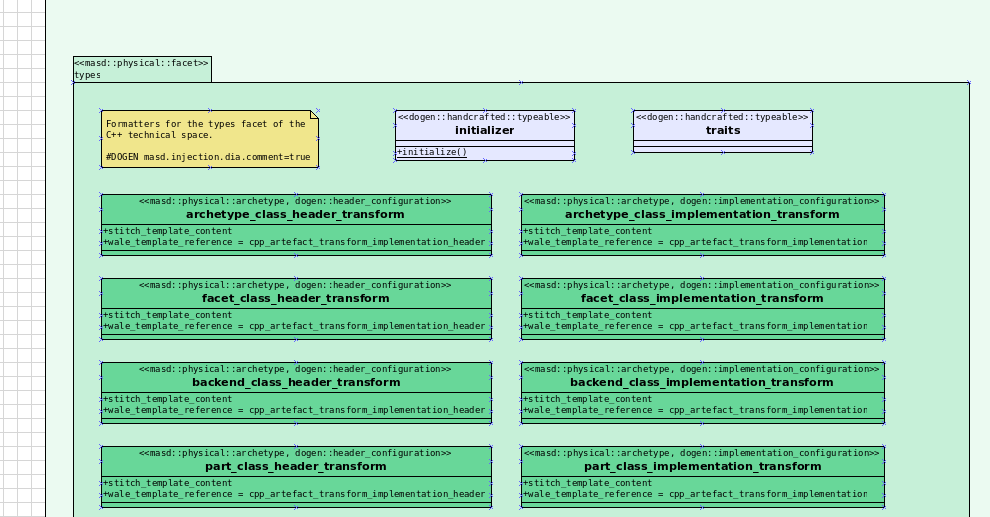 <<masd::physical::facet>>
types
Formatters for the types facet of the
C++ technical space.
#DOGEN masd.injection.dia.comment=true
<<dogen::handcrafted::typeable>>
initializer
+initialize()
<<dogen::handcrafted::typeable>>
traits
<<masd::physical::archetype, dogen::header_configuration>>
archetype_class_header_transform
+stitch_template_content
+wale_template_reference = cpp_artefact_transform_implementation_header
<<masd::physical::archetype, dogen::implementation_configuration>>
archetype_class_implementation_transform
+stitch_template_content
+wale_template_reference = cpp_artefact_transform_implementation
<<masd::physical::archetype, dogen::header_configuration>>
facet_class_header_transform
+stitch_template_content
+wale_template_reference = cpp_artefact_transform_implementation_header
<<masd::physical::archetype, dogen::implementation_configuration>>
facet_class_implementation_transform
+stitch_template_content
+wale_template_reference = cpp_artefact_transform_implementation
<<masd::physical::archetype, dogen::header_configuration>>
backend_class_header_transform
+stitch_template_content
+wale_template_reference = cpp_artefact_transform_implementation_header
<<masd::physical::archetype, dogen::implementation_configuration>>
backend_class_implementation_transform
+stitch_template_content
+wale_template_reference = cpp_artefact_transform_implementation
<<masd::physical::archetype, dogen::header_configuration>>
part_class_header_transform
+stitch_template_content
+wale_template_reference = cpp_artefact_transform_implementation_header
<<masd::physical::archetype, dogen::implementation_configuration>>
part_class_implementation_transform
+stitch_template_content
+wale_template_reference = cpp_artefact_transform_implementation